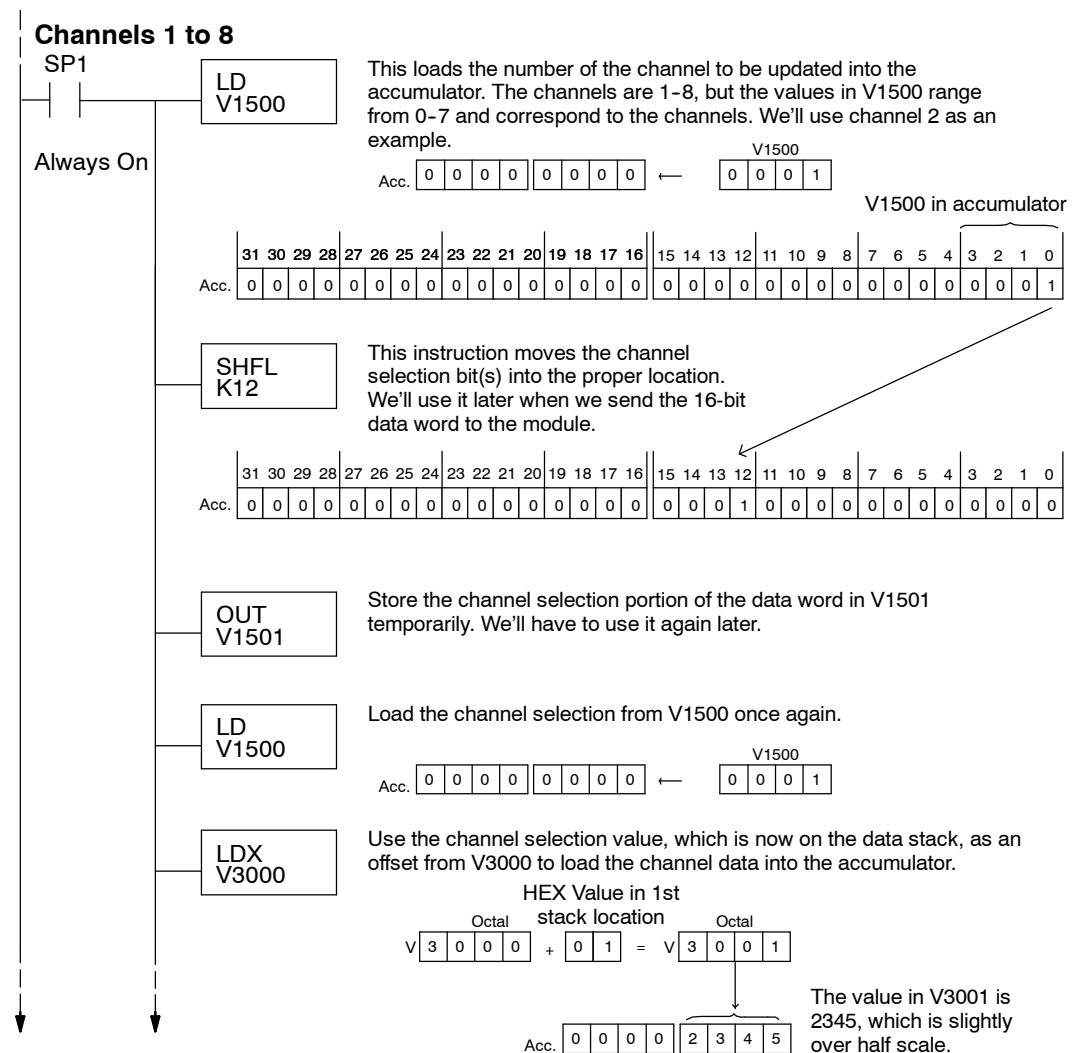 Channels 1 to 8
SP1
Always On
LD
V1500
This loads the number of the channel to be updated into the
accumulator. The channels are 1-8, but the values in V1500 range
from 0-7 and correspond to the channels. We'll use channel 2 as an
example.
V1500
Acc. 0 0 0 0 0 0 0 0 ← 0 0 0 1
V1500 in accumulator
31 30 29 28 27 26 25 24 23 22 21 20 19 18 17 16 15 14 13 12 11 10 9 8 7 6 5 4 3 2 1 0
Acc. 0 0 0 0 0 0 0 0 0 0 0 0 0 0 0 0 0 0 0 0 0 0 0 0 0 0 0 0 0 0 0 1
SHFL
K12
This instruction moves the channel
selection bit(s) into the proper location.
We'll use it later when we send the 16-bit
data word to the module.
31 30 29 28 27 26 25 24 23 22 21 20 19 18 17 16 15 14 13 12 11 10 9 8 7 6 5 4 3 2 1 0
Acc. 0 0 0 0 0 0 0 0 0 0 0 0 0 0 0 0 0 0 0 1 0 0 0 0 0 0 0 0 0 0 0 0
OUT
V1501
Store the channel selection portion of the data word in V1501
temporarily. We'll have to use it again later.
LD
V1500
Load the channel selection from V1500 once again.
V1500
Acc. 0 0 0 0 0 0 0 0 ← 0 0 0 1
LDX
V3000
Use the channel selection value, which is now on the data stack, as an
offset from V3000 to load the channel data into the accumulator.
HEX Value in 1st
stack location
Octal
Octal
V 3 0 0 0 + 0 1 = V 3 0 0 1
The value in V3001 is
2345, which is slightly
over half scale.
Acc. 0 0 0 0 2 3 4 5